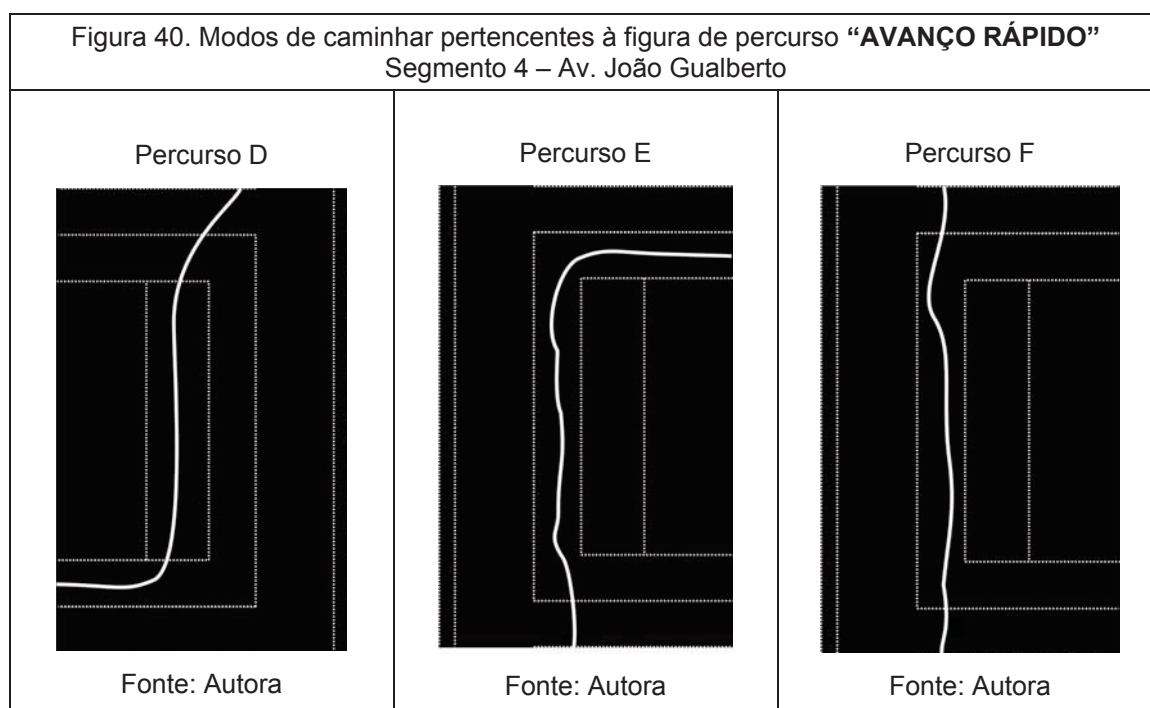 Figura 40. Modos de caminhar pertencentes à figura de percurso “AVANÇO RÁPIDO”
Segmento 4 – Av. João Gualberto
Percurso D
Percurso E
Percurso F
Fonte: Autora
Fonte: Autora
Fonte: Autora